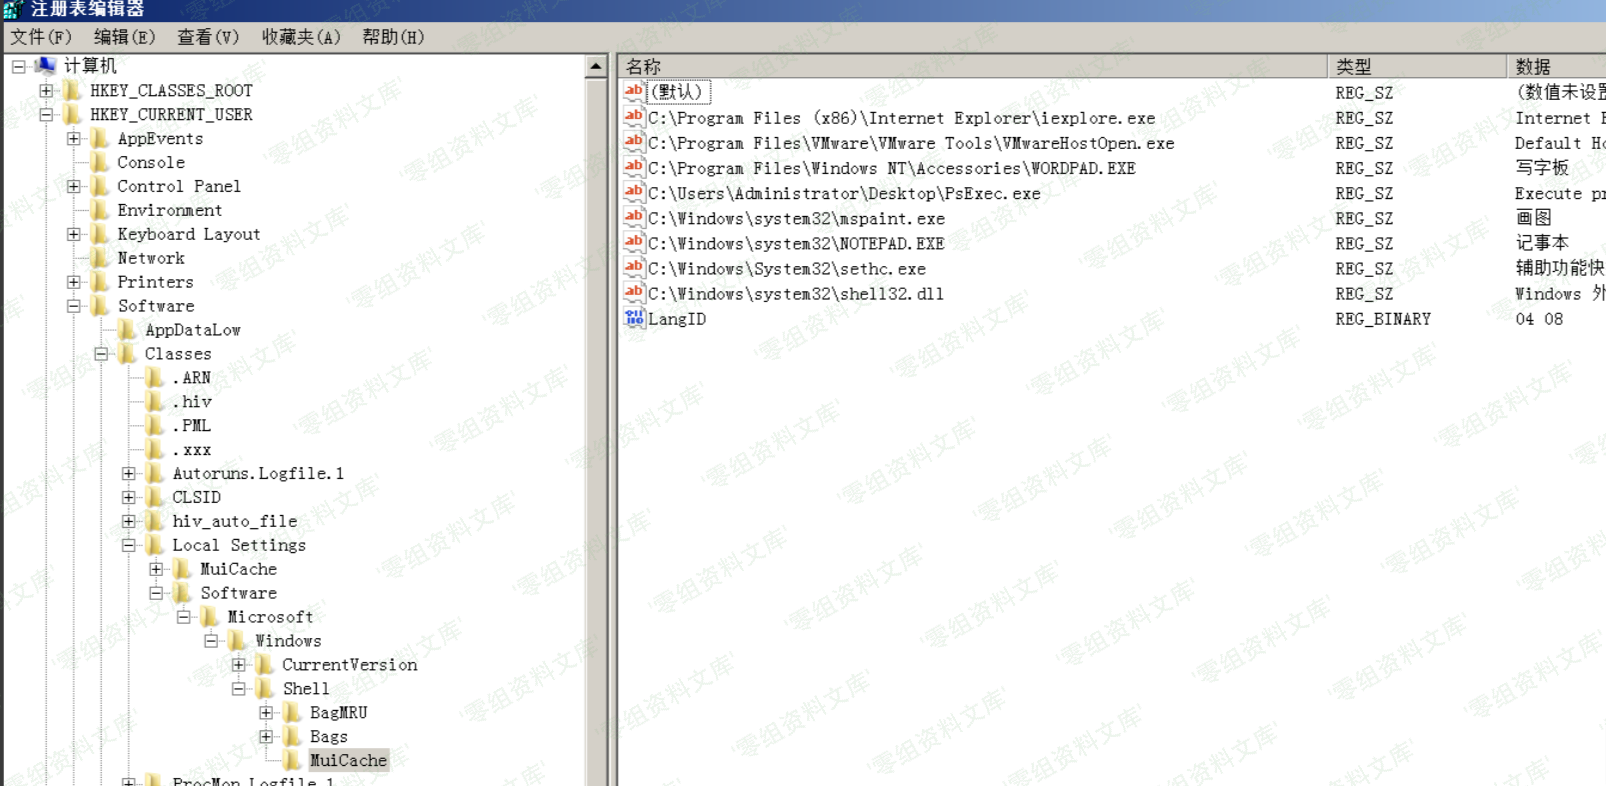 注册表编辑器
文件(F) 编辑(E) 查看(V) 收藏夹(A) 帮助(H)
计算机
HKEY_CLASSES_ROOT
HKEY_CURRENT_USER
AppEvents
Console
Control Panel
Environment
Keyboard Layout
Network
Printers
Software
AppDataLow
Classes
.ARN
.hiv
.PML
.xxx
Autoruns.Logfile.1
CLSID
hiv_auto_file
Local Settings
MuiCache
Software
Microsoft
Windows
CurrentVersion
Shell
BagMRU
Bags
MuiCache
ProcMon.Logfile.1
名称 类型 数据
(默认) REG_SZ (数值未设置
C:\Program Files (x86)\Internet Explorer\iexplore.exe REG_SZ Internet E
C:\Program Files\VMware\VMware Tools\VMwareHostOpen.exe REG_SZ Default Ho
C:\Program Files\Windows NT\Accessories\WORDPAD.EXE REG_SZ 写字板
C:\Users\Administrator\Desktop\PsExec.exe REG_SZ Execute pr
C:\Windows\system32\mspaint.exe REG_SZ 画图
C:\Windows\system32\NOTEPAD.EXE REG_SZ 记事本
C:\Windows\System32\sethc.exe REG_SZ 辅助功能快
C:\Windows\system32\shell32.dll REG_SZ Windows 外
LangID REG_BINARY 04 08
零组资料文库